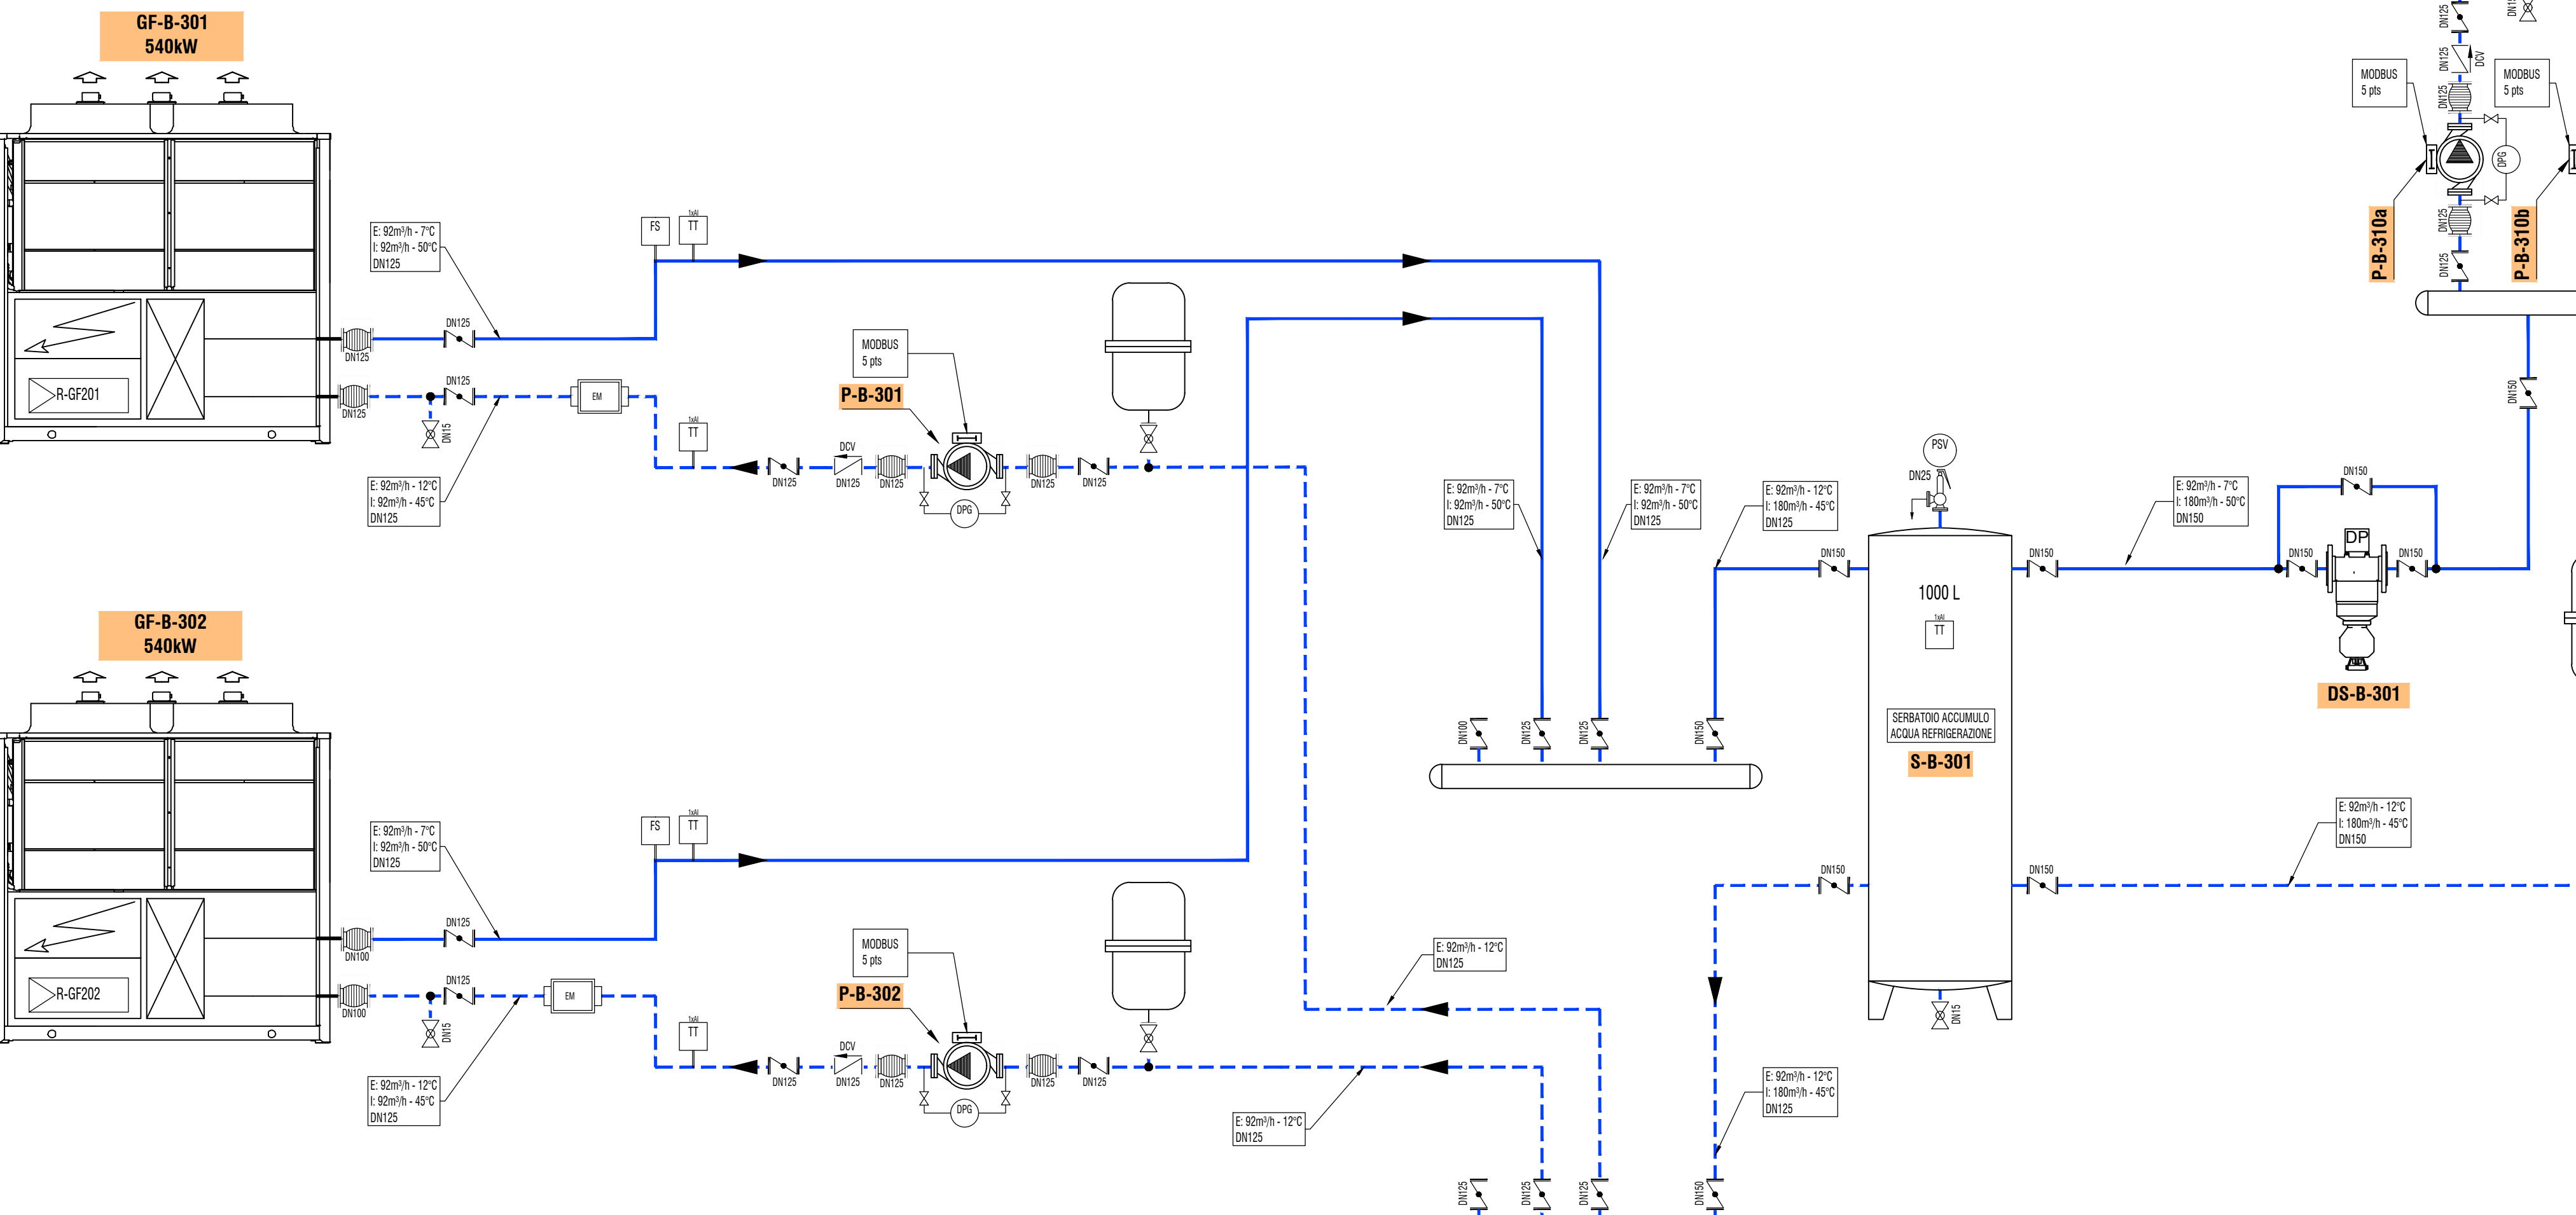 GF-B-301
540kW
R-GF201
E: 92m³/h - 7°C
I: 92m³/h - 50°C
DN125
DN125
DN125
DN125
DN125
DN15
EM
E: 92m³/h - 12°C
I: 92m³/h - 45°C
DN125
FS
1xAI
TT
1xAI
TT
MODBUS
5 pts
P-B-301
DCV
DN125
DN125
DN125
DN125
DN125
DPG
GF-B-302
540kW
R-GF202
E: 92m³/h - 7°C
I: 92m³/h - 50°C
DN125
DN125
DN100
DN125
DN100
DN15
EM
E: 92m³/h - 12°C
I: 92m³/h - 45°C
DN125
FS
1xAI
TT
1xAI
TT
MODBUS
5 pts
P-B-302
DCV
DN125
DN125
DN125
DN125
DN125
DPG
E: 92m³/h - 12°C
DN125
E: 92m³/h - 12°C
DN125
E: 92m³/h - 7°C
I: 92m³/h - 50°C
DN125
E: 92m³/h - 7°C
I: 92m³/h - 50°C
DN125
E: 92m³/h - 12°C
I: 180m³/h - 45°C
DN125
DN100
DN125
DN125
DN150
E: 92m³/h - 12°C
I: 180m³/h - 45°C
DN125
DN125
DN125
DN125
DN150
PSV
DN25
DN150
DN150
1000 L
1xAI
TT
SERBATOIO ACCUMULO
ACQUA REFRIGERAZIONE
S-B-301
DN150
DN150
DN15
E: 92m³/h - 7°C
I: 180m³/h - 50°C
DN150
DN150
DN150
DN150
DP
DS-B-301
E: 92m³/h - 12°C
I: 180m³/h - 45°C
DN150
DN150
MODBUS
5 pts
MODBUS
5 pts
DN125
DN125
DCV
DN125
DPG
DN125
DN125
P-B-310a
P-B-310b